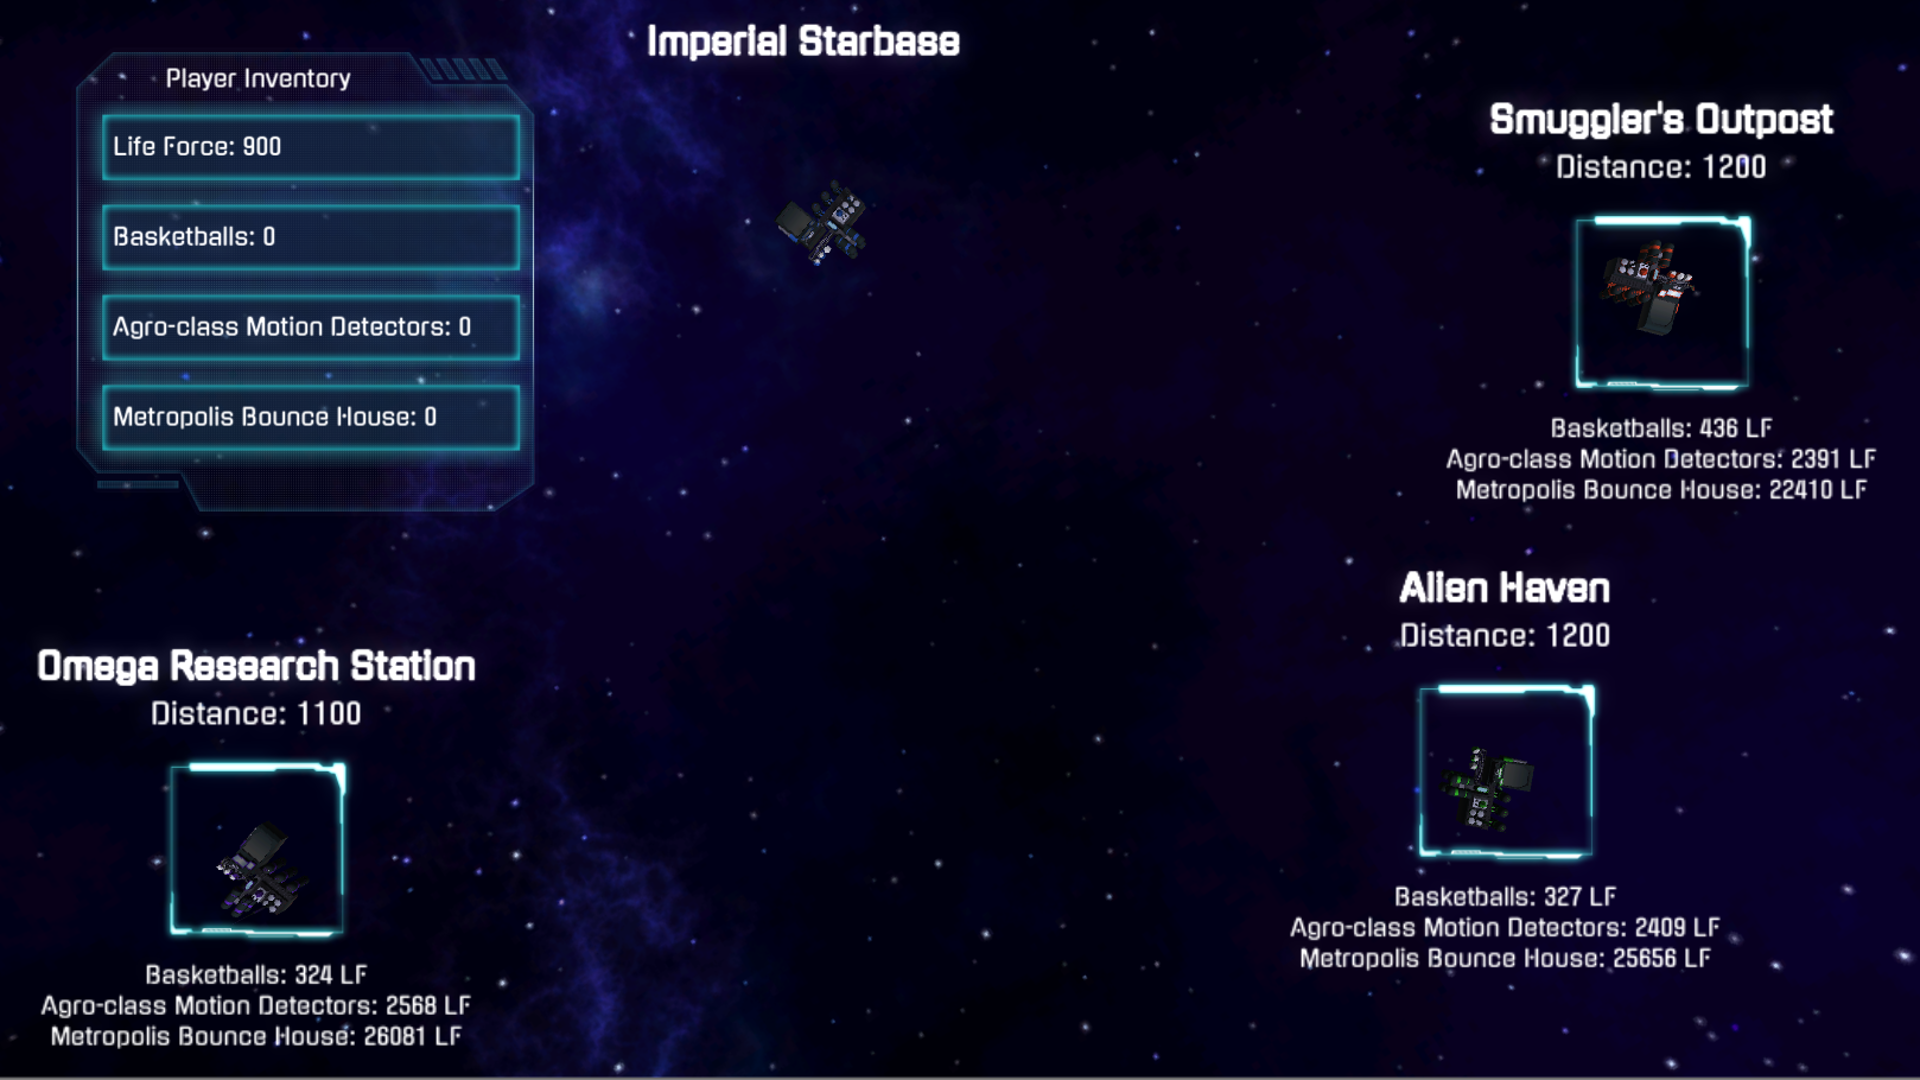 Imperial Starbase
Player Inventory
Life Force: 900
Basketballs: 0
Agro-class Motion Detectors: 0
Metropolis Bounce House: 0
Smuggler's Outpost
Distance: 1200
Basketballs: 436 LF
Agro-class Motion Detectors: 2391 LF
Metropolis Bounce House: 22410 LF
Alien Haven
Distance: 1200
Basketballs: 327 LF
Agro-class Motion Detectors: 2409 LF
Metropolis Bounce House: 25656 LF
Omega Research Station
Distance: 1100
Basketballs: 324 LF
Agro-class Motion Detectors: 2568 LF
Metropolis Bounce House: 26081 LF